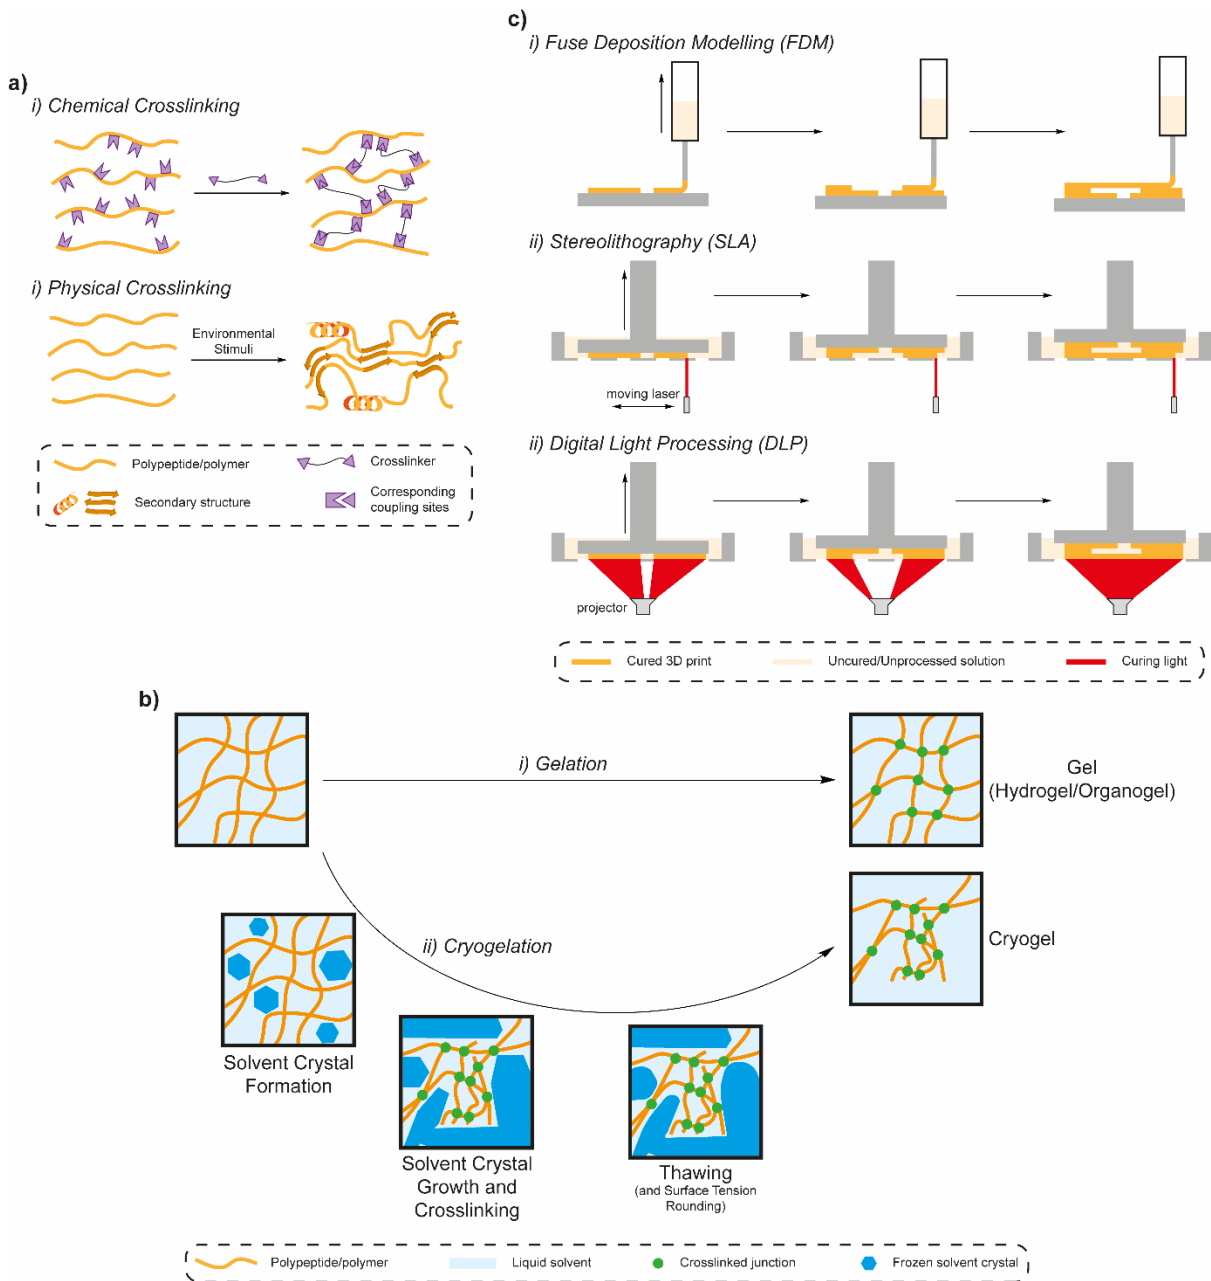 a)
i) Chemical Crosslinking
i) Physical Crosslinking
Environmental
Stimuli
Polypeptide/polymer
Crosslinker
Secondary structure
Corresponding
coupling sites
c)
i) Fuse Deposition Modelling (FDM)
ii) Stereolithography (SLA)
moving laser
ii) Digital Light Processing (DLP)
projector
Cured 3D print
Uncured/Unprocessed solution
Curing light
b)
i) Gelation
Gel
(Hydrogel/Organogel)
ii) Cryogelation
Cryogel
Solvent Crystal
Formation
Solvent Crystal
Growth and
Crosslinking
Thawing
(and Surface Tension
Rounding)
Polypeptide/polymer
Liquid solvent
Crosslinked junction
Frozen solvent crystal